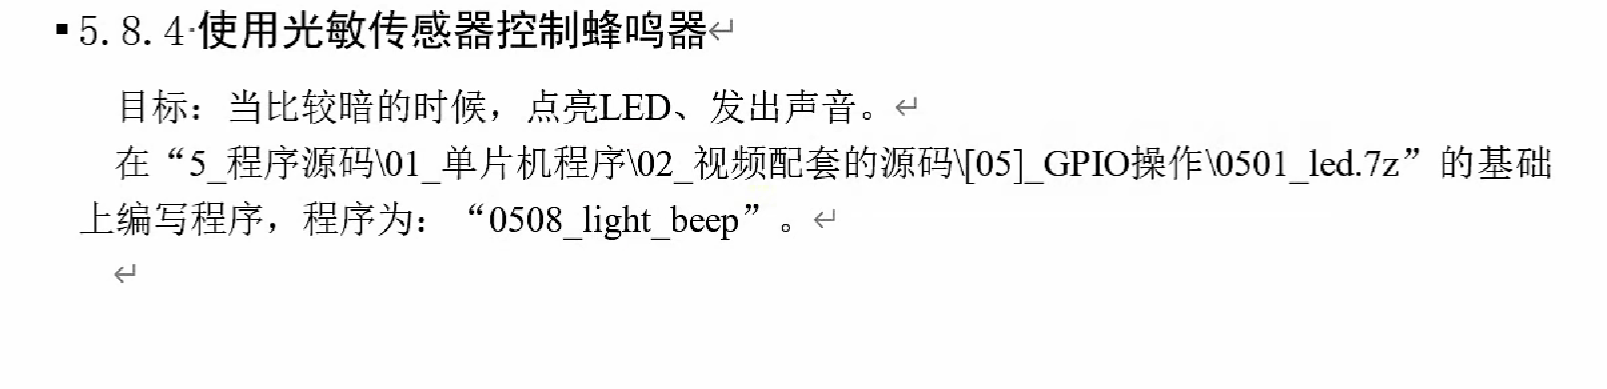 ▪5.8.4·使用光敏传感器控制蜂鸣器↵
目标：当比较暗的时候，点亮LED、发出声音。↵
在“5_程序源码\01_单片机程序\02_视频配套的源码\[05]_GPIO操作\0501_led.7z”的基础
上编写程序，程序为：“0508_light_beep”。↵
↵